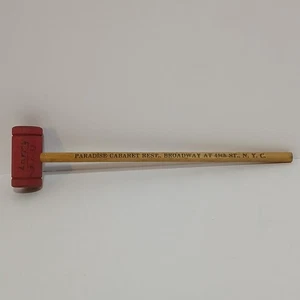 PARADISE CABARET REST., BROADWAY AT 49th ST., N. Y. C.